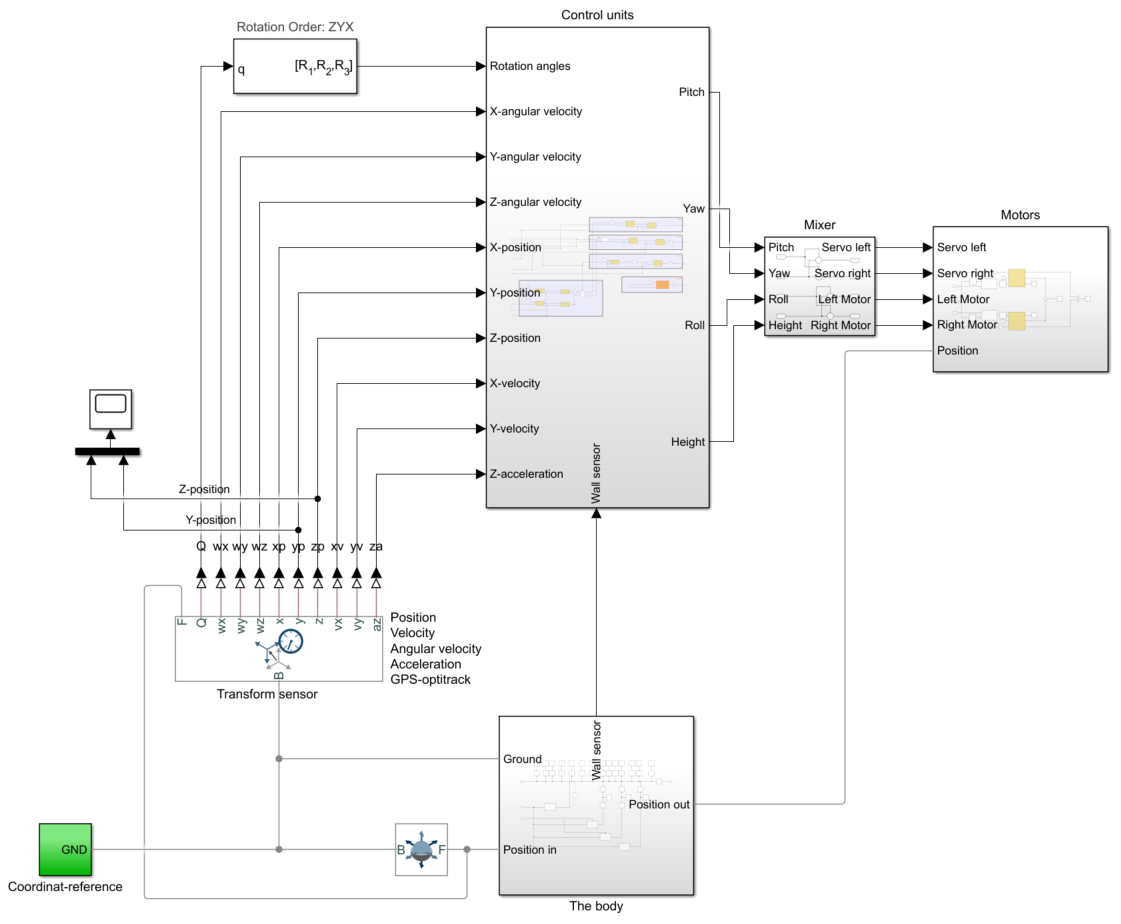 Control units
Rotation Order: ZYX
q
[R1,R2,R3]
Rotation angles
X-angular velocity
Y-angular velocity
Z-angular velocity
X-position
Y-position
Z-position
X-velocity
Y-velocity
Z-acceleration
Wall sensor
Pitch
Yaw
Roll
Height
Mixer
Pitch
Yaw
Roll
Height
Servo left
Servo right
Left Motor
Right Motor
Motors
Servo left
Servo right
Left Motor
Right Motor
Position
Z-position
Y-position
Q wx wy wz xp yp zp xv yv za
F Q wx wy wz x y z vx vy az
B
Transform sensor
Position
Velocity
Angular velocity
Acceleration
GPS-optitrack
Ground
Wall sensor
Position out
Position in
The body
GND
Coordinat-reference
B F